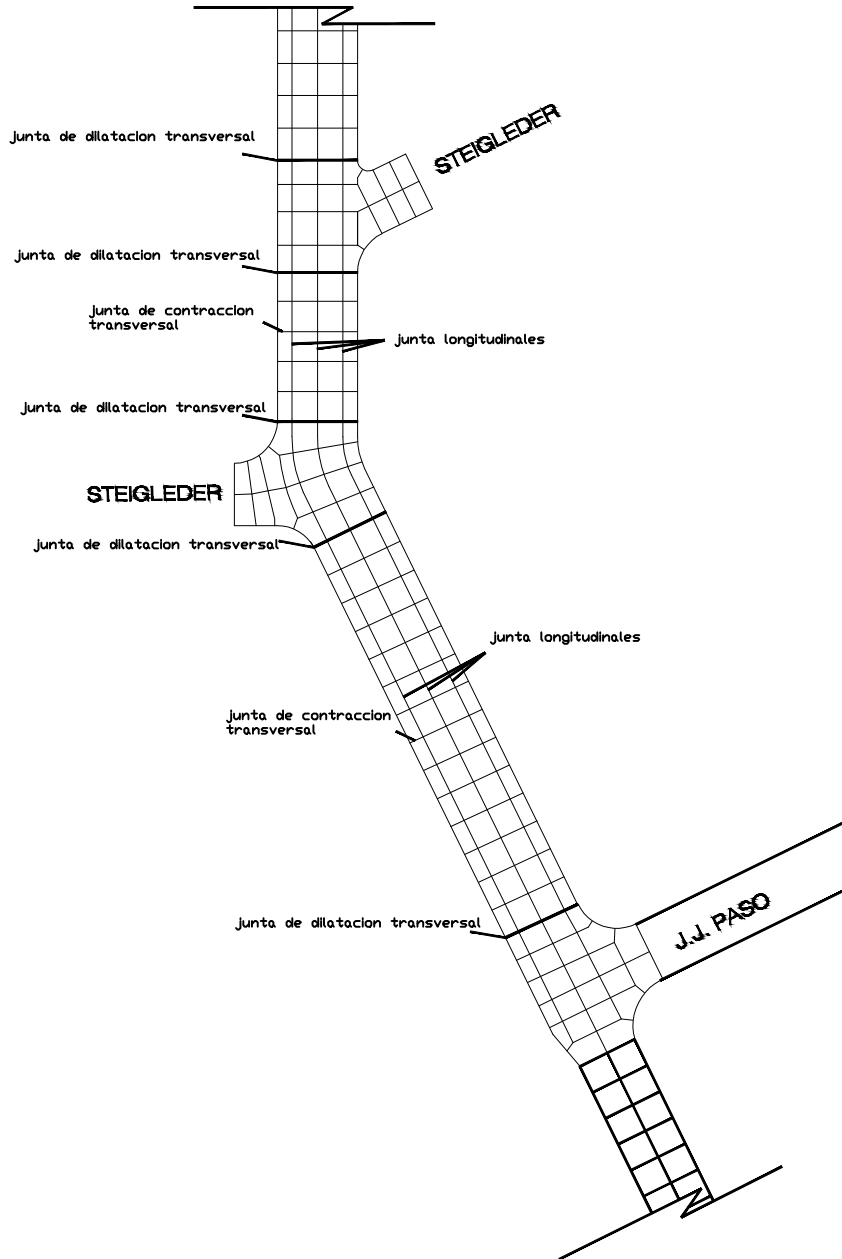 junta de dilatacion transversal
STEIGLEDER
junta de dilatacion transversal
junta de contraccion
transversal
junta longitudinales
junta de dilatacion transversal
STEIGLEDER
junta de dilatacion transversal
junta longitudinales
junta de contraccion
transversal
junta de dilatacion transversal
J.J. PASO